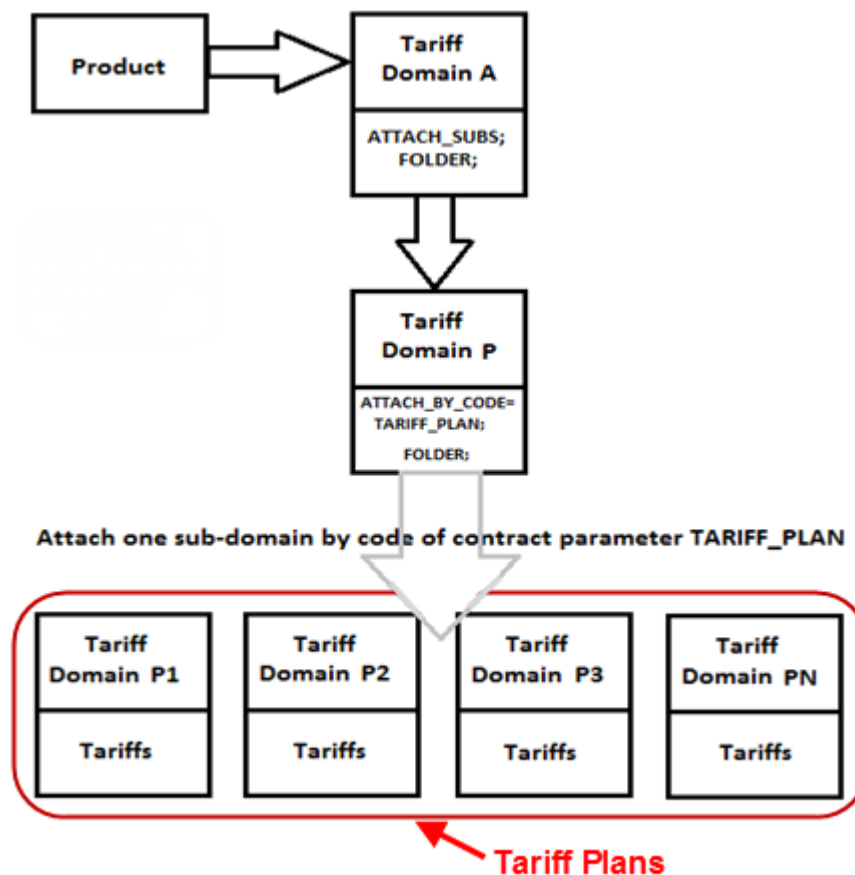 Product
Tariff
Domain A
ATTACH_SUBS;
FOLDER;
Tariff
Domain P
ATTACH_BY_CODE=
TARIFF_PLAN;
FOLDER;
Attach one sub-domain by code of contract parameter TARIFF_PLAN
Tariff
Domain P1
Tariffs
Tariff
Domain P2
Tariffs
Tariff
Domain P3
Tariffs
Tariff
Domain PN
Tariffs
Tariff Plans